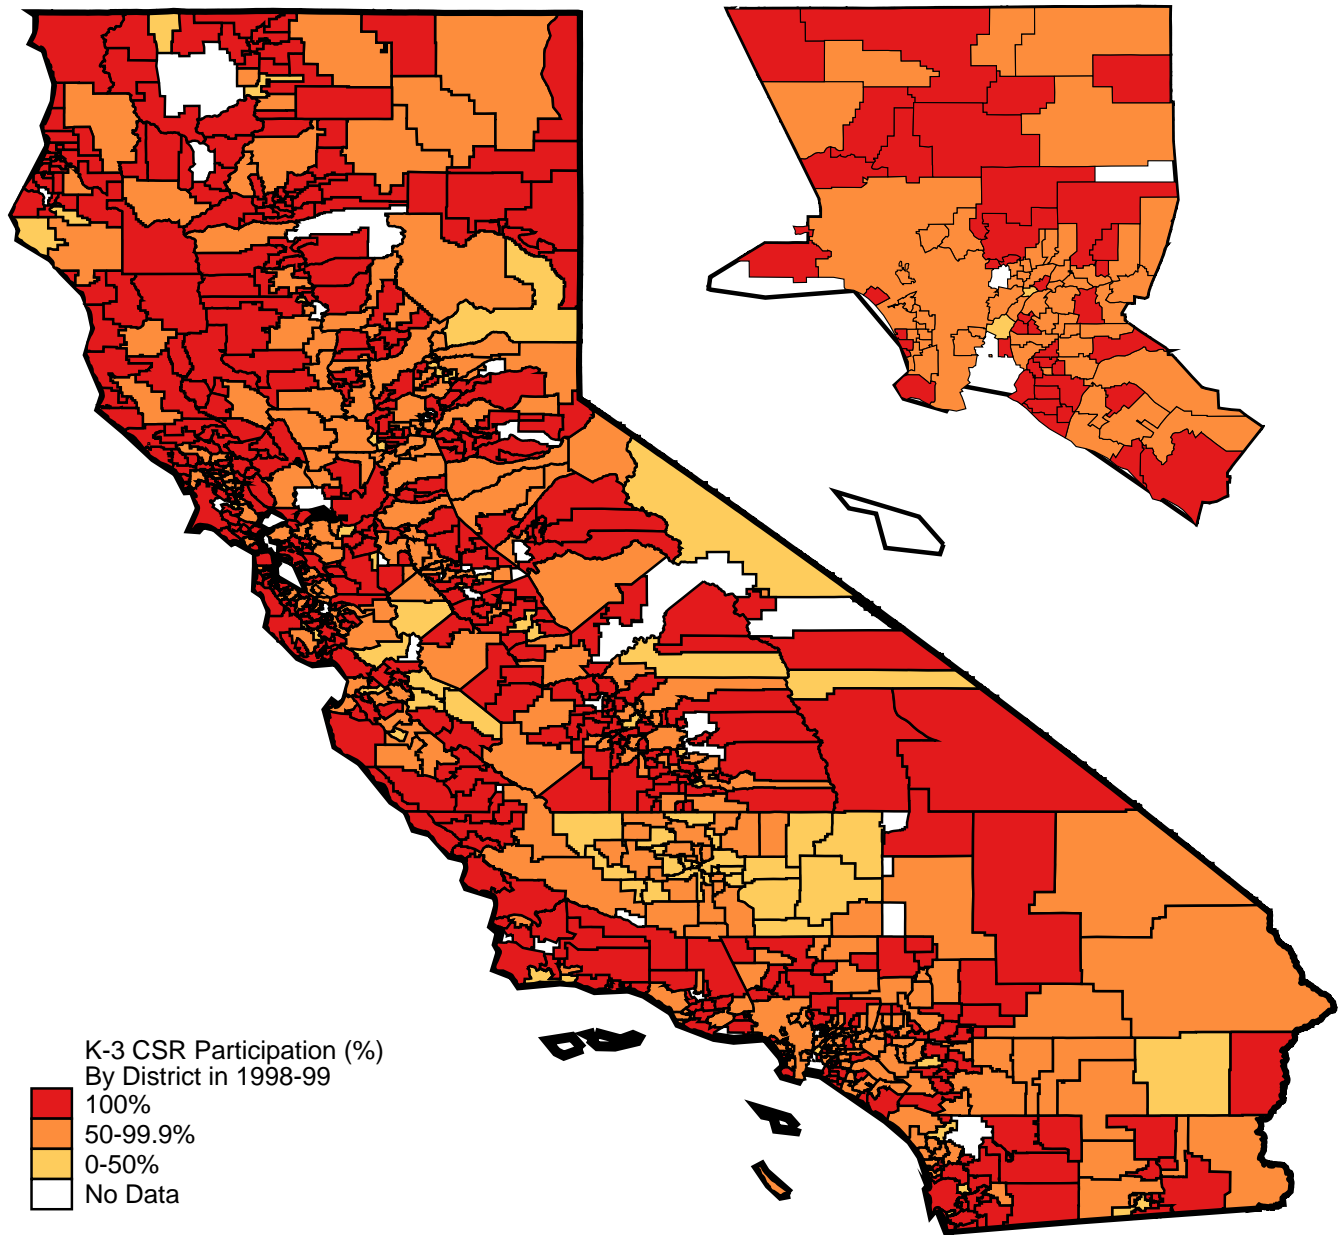 K-3 CSR Participation (%)
By District in 1998-99
100%
50-99.9%
0-50%
No Data